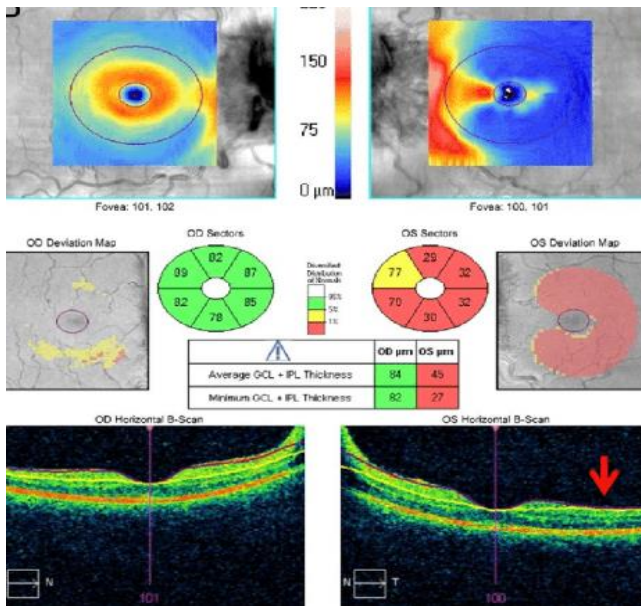 150
75
0 µm
Fovea: 101, 102
Fovea: 100, 101
OD Deviation Map
OD Sectors
OS Sectors
OS Deviation Map
82
89
87
82
85
78
Distribution
of Normals
95%
5%
1%
29
77
32
70
32
30
OD µm
OS µm
Average GCL + IPL Thickness
84
45
Minimum GCL + IPL Thickness
82
27
OD Horizontal B-Scan
OS Horizontal B-Scan
N
101
N
T
100